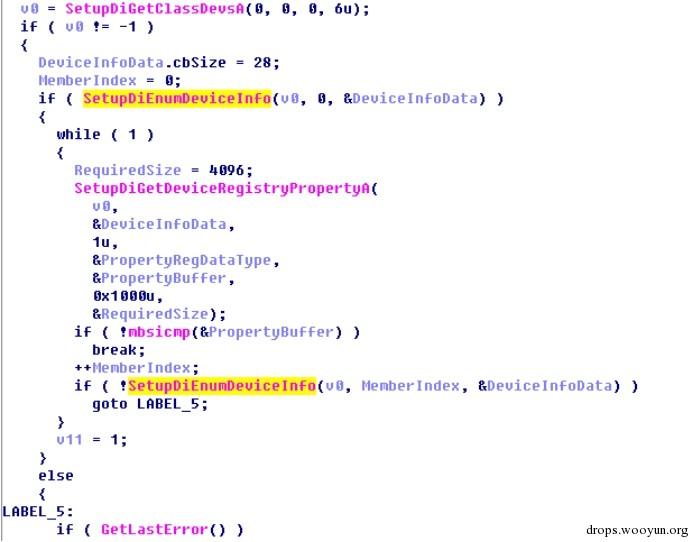 v0 = SetupDiGetClassDevsA(0, 0, 0, 6u);
if ( v0 != -1 )
{
DeviceInfoData.cbSize = 28;
MemberIndex = 0;
if ( SetupDiEnumDeviceInfo(v0, 0, &DeviceInfoData) )
{
while ( 1 )
{
RequiredSize = 4096;
SetupDiGetDeviceRegistryPropertyA(
v0,
&DeviceInfoData,
1u,
&PropertyRegDataType,
&PropertyBuffer,
0x1000u,
&RequiredSize);
if ( !mbsicmp(&PropertyBuffer) )
break;
++MemberIndex;
if ( !SetupDiEnumDeviceInfo(v0, MemberIndex, &DeviceInfoData) )
goto LABEL_5;
}
v11 = 1;
}
else
{
LABEL_5:
if ( GetLastError() )
drops.wooyun.org